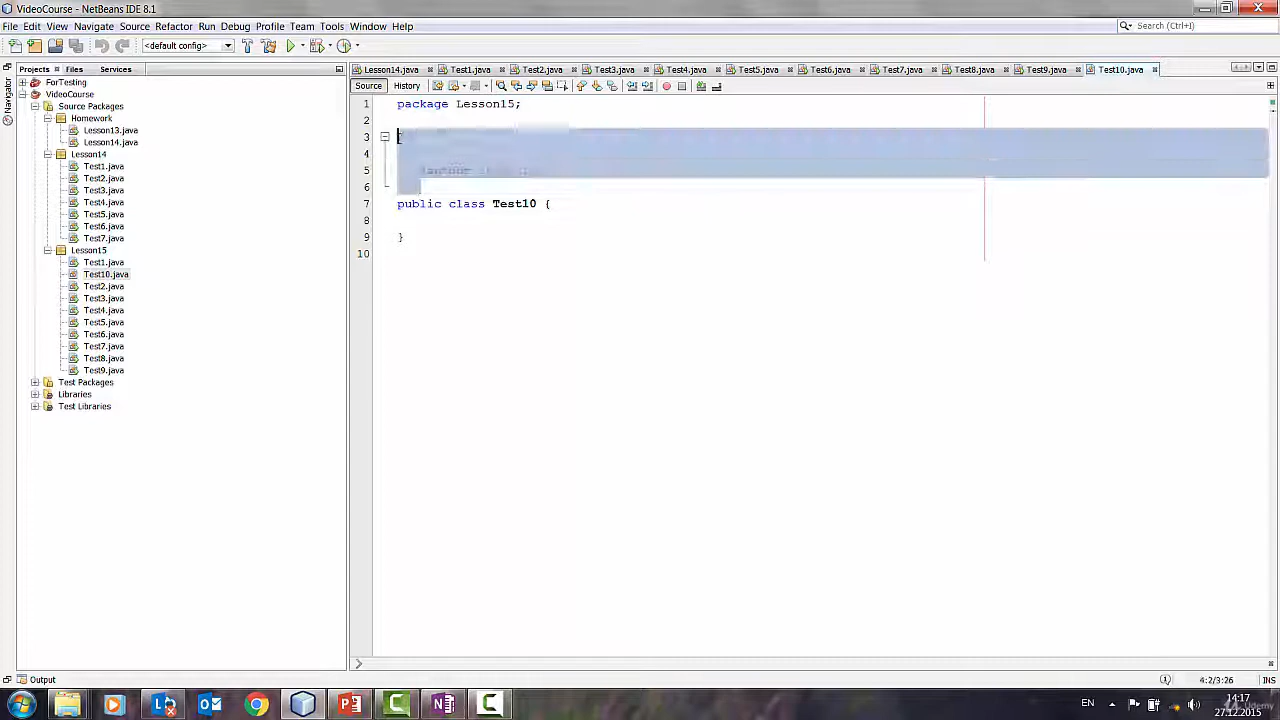 VideoCourse - NetBeans IDE 8.1
File Edit View Navigate Source Refactor Run Debug Profile Team Tools Window Help
Search (Ctrl+I)
<default config>
Projects Files Services
Lesson14.java Test1.java Test2.java Test3.java Test4.java Test5.java Test6.java Test7.java Test8.java Test9.java Test10.java
Navigator
Source History
ForTesting
VideoCourse
Source Packages
Homework
Lesson13.java
Lesson14.java
Lesson14
Test1.java
Test2.java
Test3.java
Test4.java
Test5.java
Test6.java
Test7.java
Lesson15
Test1.java
Test10.java
Test2.java
Test3.java
Test4.java
Test5.java
Test6.java
Test7.java
Test8.java
Test9.java
Test Packages
Libraries
Test Libraries
1 package Lesson15;
2
3
4
5
6
7 public class Test10 {
8
9 }
10
Output
4:2/3:26 INS
EN
14:17
27.12.2015
Udemy